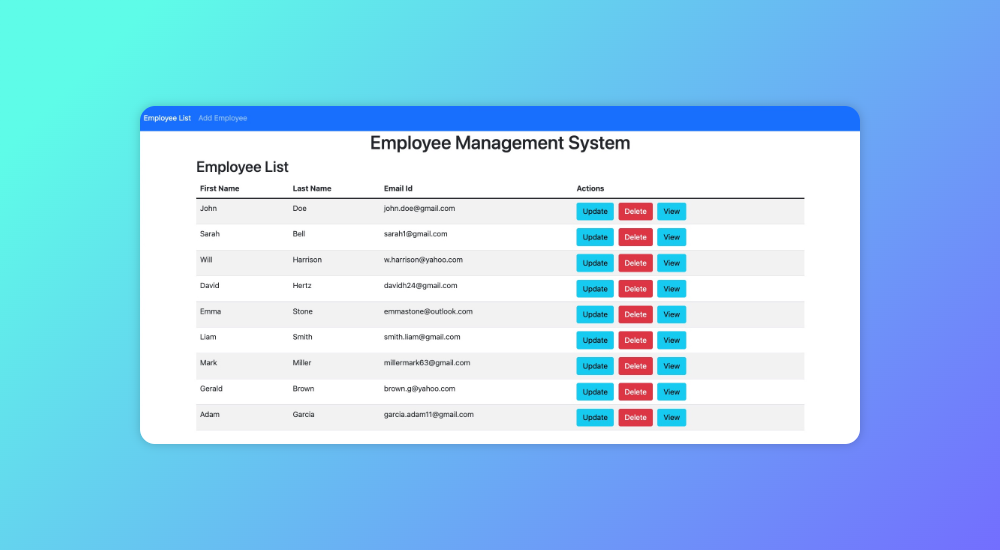 Employee List Add Employee
Employee Management System
Employee List
First Name Last Name Email Id Actions
John Doe john.doe@gmail.com Update Delete View
Sarah Bell sarah1@gmail.com Update Delete View
Will Harrison w.harrison@yahoo.com Update Delete View
David Hertz davidh24@gmail.com Update Delete View
Emma Stone emmastone@outlook.com Update Delete View
Liam Smith smith.liam@gmail.com Update Delete View
Mark Miller millermark63@gmail.com Update Delete View
Gerald Brown brown.g@yahoo.com Update Delete View
Adam Garcia garcia.adam11@gmail.com Update Delete View